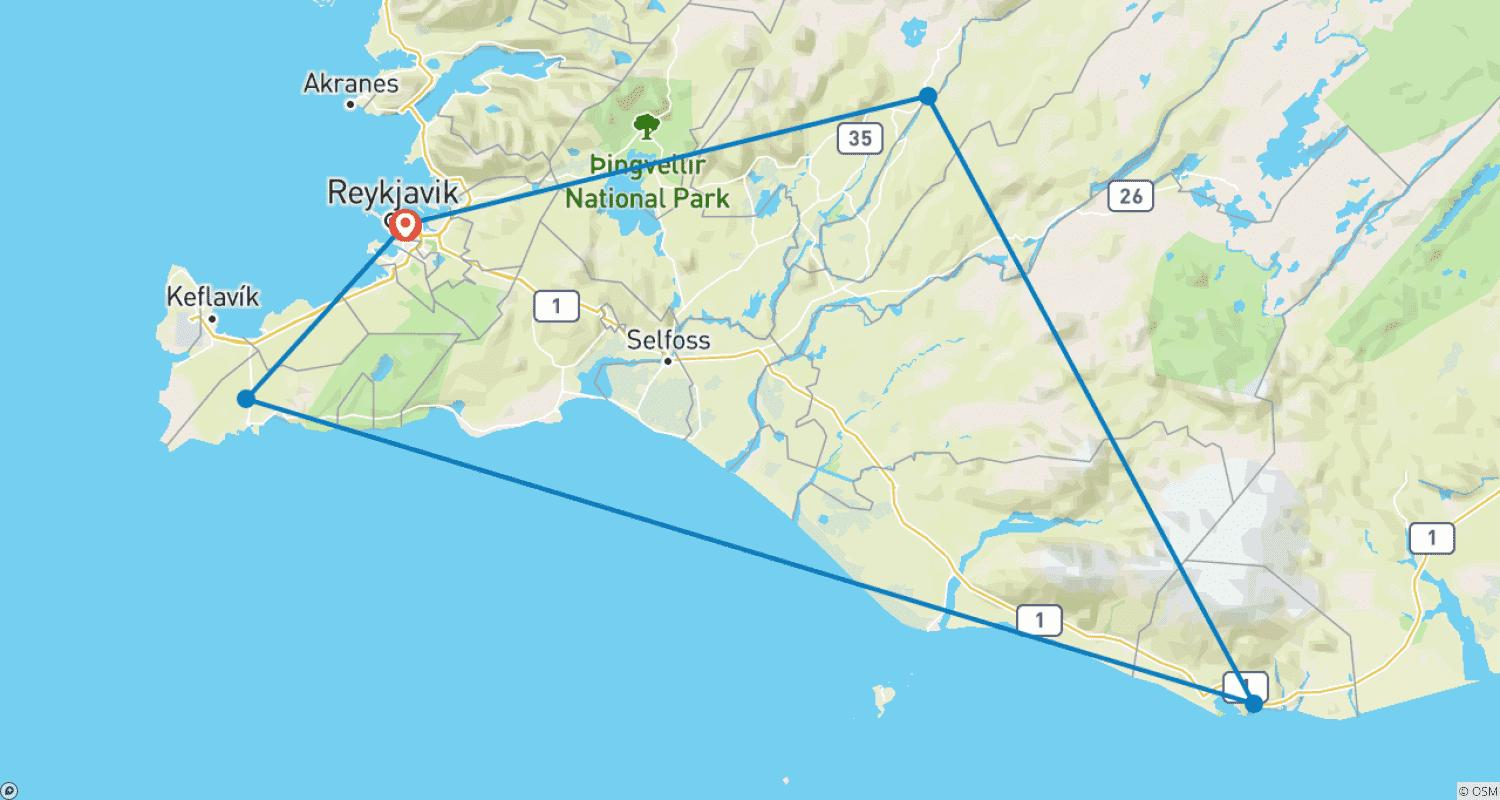 Akranes
35
Þingvellir
National Park
Reykjavik
26
Keflavík
1
Selfoss
1
1
1
© OSM